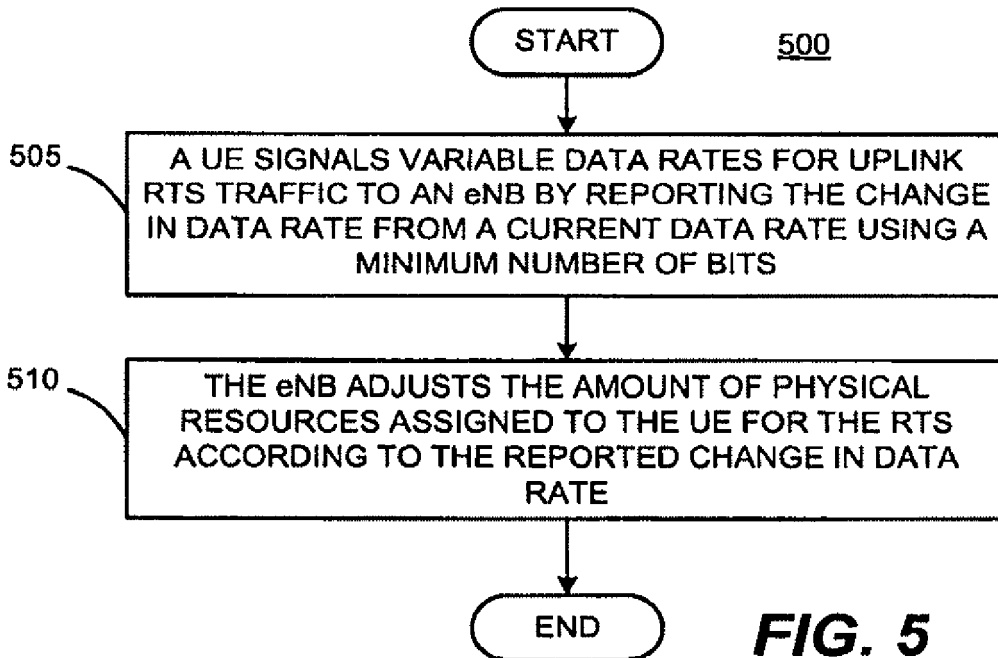 START
500
505
A UE SIGNALS VARIABLE DATA RATES FOR UPLINK
RTS TRAFFIC TO AN eNB BY REPORTING THE CHANGE
IN DATA RATE FROM A CURRENT DATA RATE USING A
MINIMUM NUMBER OF BITS
510
THE eNB ADJUSTS THE AMOUNT OF PHYSICAL
RESOURCES ASSIGNED TO THE UE FOR THE RTS
ACCORDING TO THE REPORTED CHANGE IN DATA
RATE
END
FIG. 5